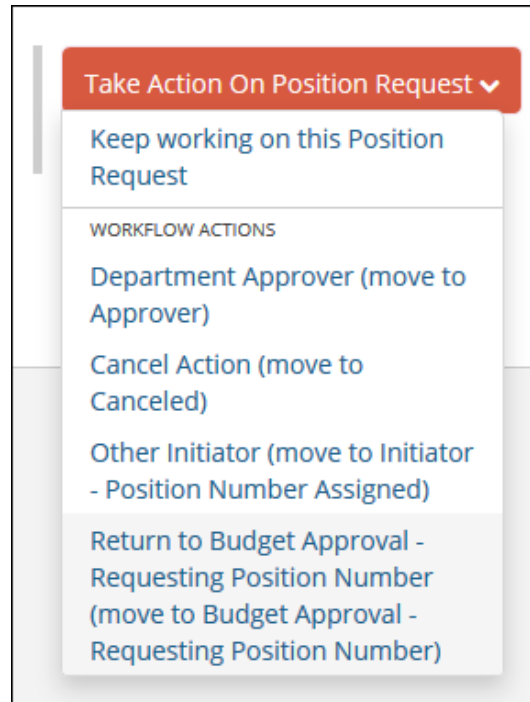 Take Action On Position Request
Keep working on this Position
Request
WORKFLOW ACTIONS
Department Approver (move to
Approver)
Cancel Action (move to
Canceled)
Other Initiator (move to Initiator
- Position Number Assigned)
Return to Budget Approval -
Requesting Position Number
(move to Budget Approval -
Requesting Position Number)